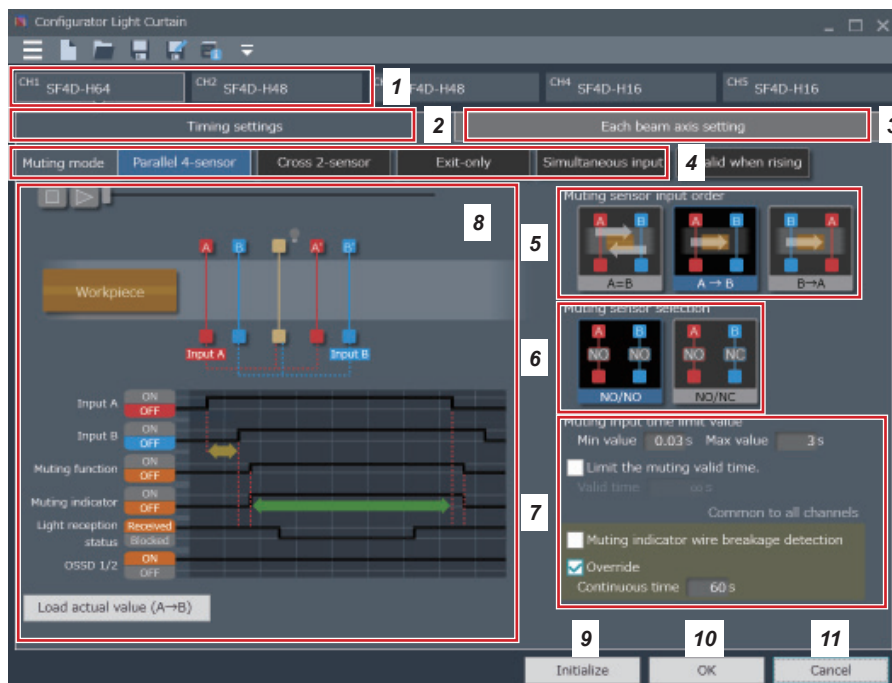 Configurator Light Curtain
CH1 SF4D-H64
CH2 SF4D-H48
1
F4D-H48
CH4 SF4D-H16
CH5 SF4D-H16
Timing settings
2
Each beam axis setting
3
Muting mode
Parallel 4-sensor
Cross 2-sensor
Exit-only
Simultaneous input
4
alid when rising
8
A
B
A'
B'
Workpiece
Input A
Input B
Input A ON OFF
Input B ON OFF
Muting function ON OFF
Muting indicator ON OFF
Light reception status Received Blocked
OSSD 1/2 ON OFF
Load actual value (A→B)
Muting sensor input order
5
A B
A=B
A B
A → B
B A
B→A
Muting sensor selection
6
A B
NO NO
NO/NO
A B
NO NC
NO/NC
Muting input time limit value
Min value 0.03 s Max value 3 s
Limit the muting valid time.
Valid time ∞ s
7
Common to all channels
Muting indicator wire breakage detection
Override
Continuous time 60 s
9
10
11
Initialize
OK
Cancel